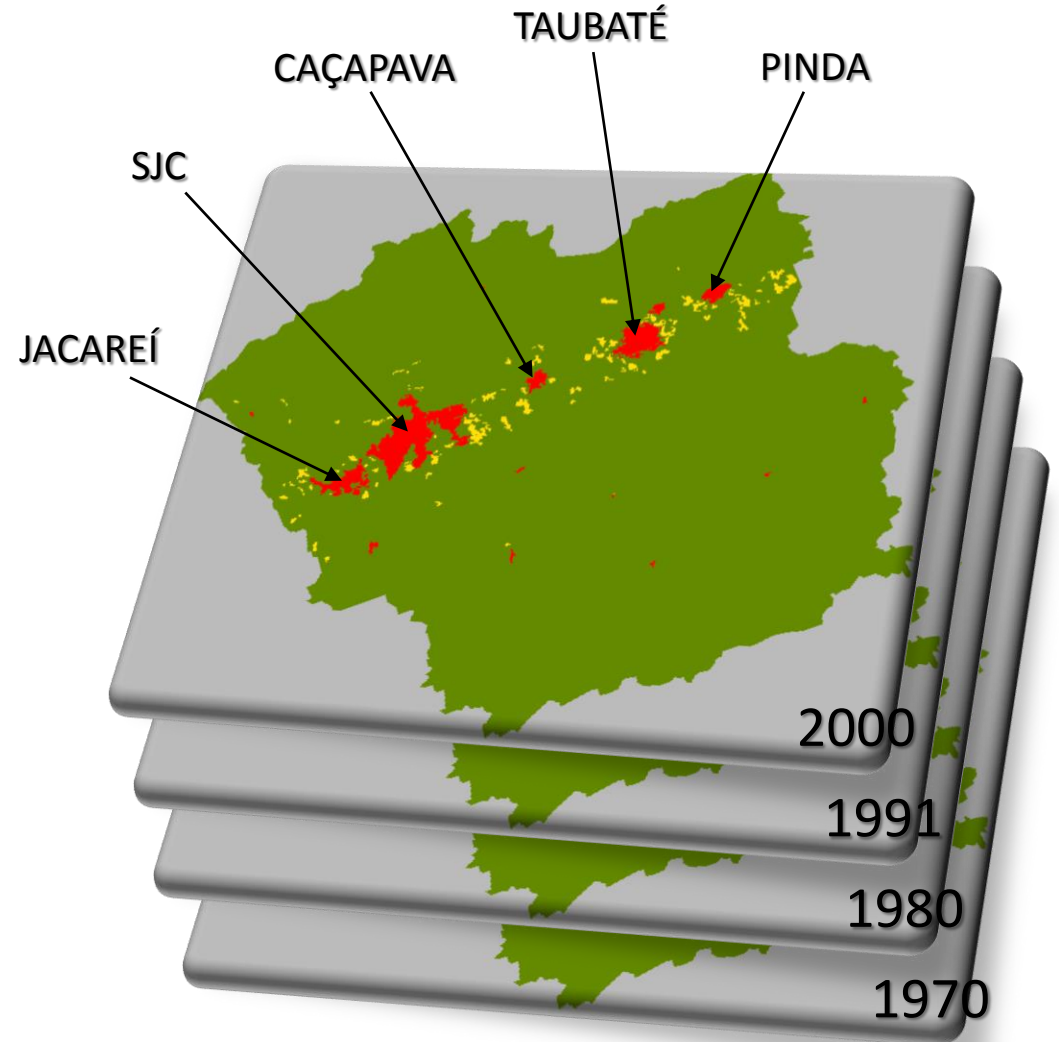 TAUBATÉ
CAÇAPAVA
PINDA
SJC
JACAREÍ
2000
1991
1980
1970